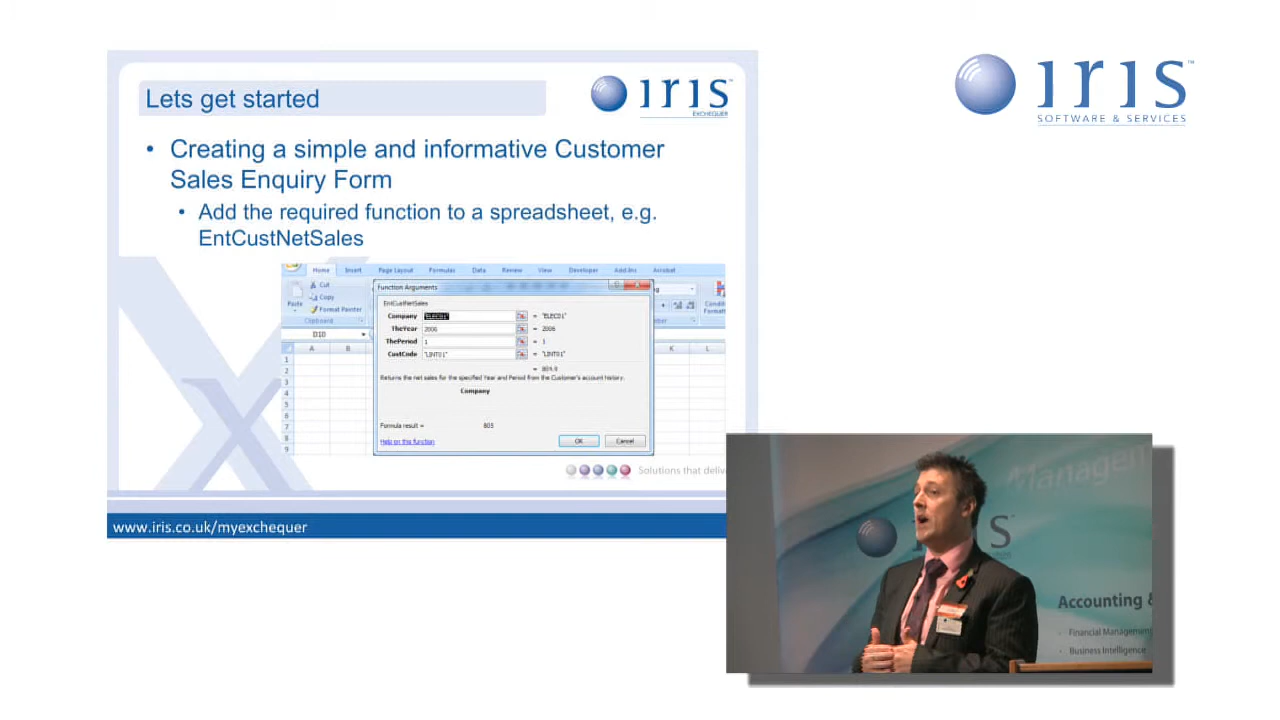 Lets get started
iris™
EXCHEQUER
iris™
SOFTWARE & SERVICES
• Creating a simple and informative Customer
Sales Enquiry Form
• Add the required function to a spreadsheet, e.g.
EntCustNetSales
Home Insert Page Layout Formulas Data Review View Developer Add-Ins Acrobat
Cut
Copy
Paste
Format Painter
Clipboard
Function Arguments
D10
A B K L
1
2
3
4
5
6
7
8
9
EntCustNetSales
Company "ELEC01" = "ELEC01"
TheYear 2006 = 2006
ThePeriod 1 = 1
CustCode "LINT01" = "LINT01"
Returns the net sales for the specified Year and Period from the Customer's account history.
Company
Formula result = 805
Help on this function
OK Cancel
Solutions that deliv
www.iris.co.uk/myexchequer
Managem
Accounting &
· Financial Management
· Business Intelligence